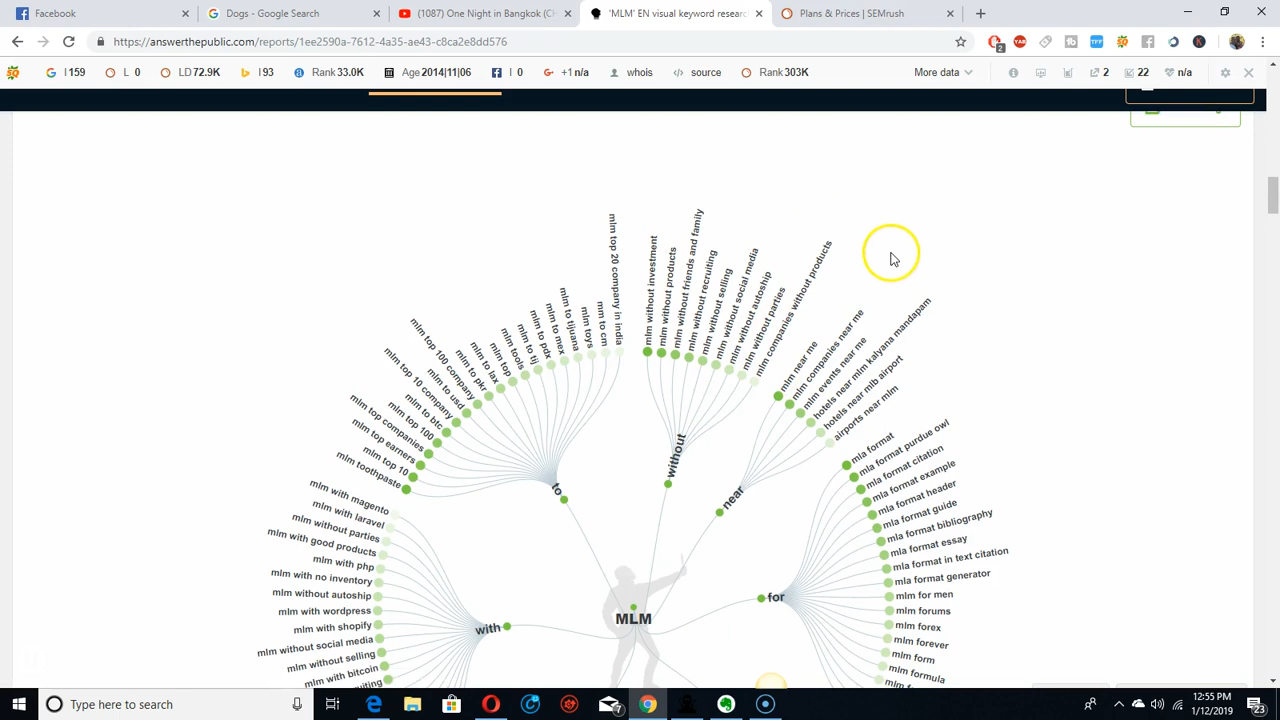 Facebook
Dogs - Google Search
(1087) One Night in Bangkok (Ch
'MLM' EN visual keyword researc
Plans & Prices | SEMrush
https://answerthepublic.com/reports/1ee2590a-7612-4a35-ae43-c8ca2e8dd576
2
I 159
L 0
LD 72.9K
I 93
Rank 33.0K
Age 2014|11|06
I 0
+1 n/a
whois
source
Rank 303K
More data
2
22
n/a
mlm top 20 company in india
mm to cm
mlm toys
mlm to tijuana
mlm to mex
mlm to pdx
mlm to tij
mlm tools
mlm top
mlm to lax
mlm to pkr
mlm top 100 company
mlm to usd
mlm top 10 company
mlm to btc
mlm top 100
mlm top companies
mlm top earners
mlm top 10
mlm toothpaste
to
mlm without investment
mlm without products
mlm without friends and family
mlm without recruiting
mlm without selling
mlm without social media
mlm without autoship
mlm without parties
mlm companies without products
without
mlm near me
mlm companies near me
mlm events near me
hotels near mlm kalyana mandapam
hotels near mlb airport
airports near mlm
near
mla format
mla format purdue owl
mla format citation
mla format example
mla format header
mla format guide
mla format bibliography
mla format essay
mla format in text citation
mla format generator
mlm for men
mlm forums
mlm forex
mlm forever
mlm form
mlm formula
for
mlm with magento
mlm with laravel
mlm without parties
mlm with good products
mlm with php
mlm with no inventory
mlm without autoship
mlm with wordpress
mlm with shopify
mlm without social media
mlm without selling
mlm with bitcoin
with
MLM
Type here to search
7
12:55 PM
1/12/2019
23